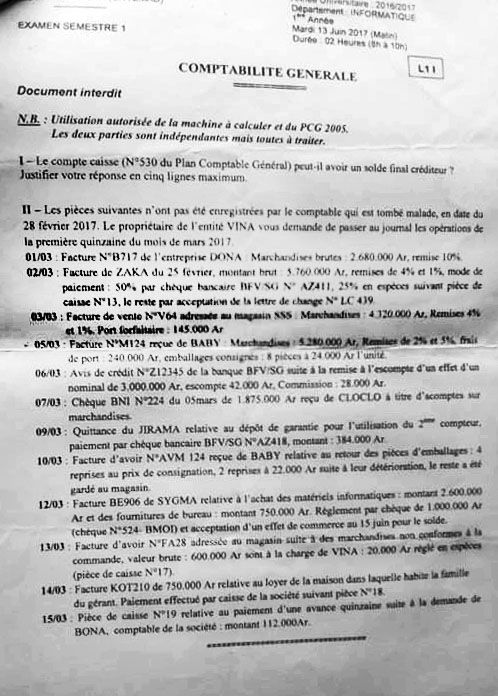 Universitaire : 2016/2017
Département : INFORMATIQUE
1ère Année
Mardi 13 Juin 2017 (Matin)
Durée : 02 Heures (8h à 10h)
EXAMEN SEMESTRE 1
L1I
COMPTABILITE GENERALE
Document interdit
N.B. : Utilisation autorisée de la machine à calculer et du PCG 2005.
Les deux parties sont indépendantes mais toutes à traiter.
I – Le compte caisse (N°530 du Plan Comptable Général) peut-il avoir un solde final créditeur ?
Justifier votre réponse en cinq lignes maximum.
II – Les pièces suivantes n'ont pas été enregistrées par le comptable qui est tombé malade, en date du
28 février 2017. Le propriétaire de l'entité VINA vous demande de passer au journal les opérations de
la première quinzaine du mois de mars 2017.
01/03 : Facture N°B717 de l'entreprise DONA : Marchandises brutes : 2.680.000 Ar, remise 10%.
02/03 : Facture de ZAKA du 25 février, montant brut : 5.760.000 Ar, remises de 4% et 1%, mode de
paiement : 50% par chèque bancaire BFV/SG N° AZ411, 25% en espèces suivant pièce de
caisse N°13, le reste par acceptation de la lettre de change N° LC 439.
03/03 : Facture de vente N°V64 adressée au magasin SSS : Marchandises : 4.320.000 Ar, Remises 4%
et 1%. Port forfaitaire : 145.000 Ar
05/03 : Facture N°M124 reçue de BABY : Marchandises : 5.280.000 Ar, Remises de 2% et 5%, frais
de port : 240.000 Ar, emballages consignés : 8 pièces à 24.000 Ar l'unité.
06/03 : Avis de crédit N°Z12345 de la banque BFV/SG suite à la remise à l'escompte d'un effet d'un
nominal de 3.000.000 Ar, escompte 42.000 Ar, Commission : 28.000 Ar.
07/03 : Chèque BNI N°224 du 05mars de 1.875.000 Ar reçu de CLOCLO à titre d'acomptes sur
marchandises.
09/03 : Quittance du JIRAMA relative au dépôt de garantie pour l'utilisation du 2ème compteur,
paiement par chèque bancaire BFV/SG N°AZ418, montant : 384.000 Ar.
10/03 : Facture d'avoir N°AVM 124 reçue de BABY relative au retour des pièces d'emballages : 4
reprises au prix de consignation, 2 reprises à 22.000 Ar suite à leur détérioration, le reste a été
gardé au magasin.
12/03 : Facture BE906 de SYGMA relative à l'achat des matériels informatiques : montant 2.600.000
Ar et des fournitures de bureau : montant 750.000 Ar. Règlement par chèque de 1.000.000 Ar
(chèque N°524- BMOI) et acceptation d'un effet de commerce au 15 juin pour le solde.
13/03 : Facture d'avoir N°FA28 adressée au magasin suite à des marchandises non conformes à la
commande, valeur brute : 600.000 Ar sont à la charge de VINA : 20.000 Ar réglé en espèces
(pièce de caisse N°17).
14/03 : Facture KOT210 de 750.000 Ar relative au loyer de la maison dans laquelle habite la famille
du gérant. Paiement effectué par caisse de la société suivant pièce N°18.
15/03 : Pièce de caisse N°19 relative au paiement d'une avance quinzaine suite à la demande de
BONA, comptable de la société : montant 112.000Ar.